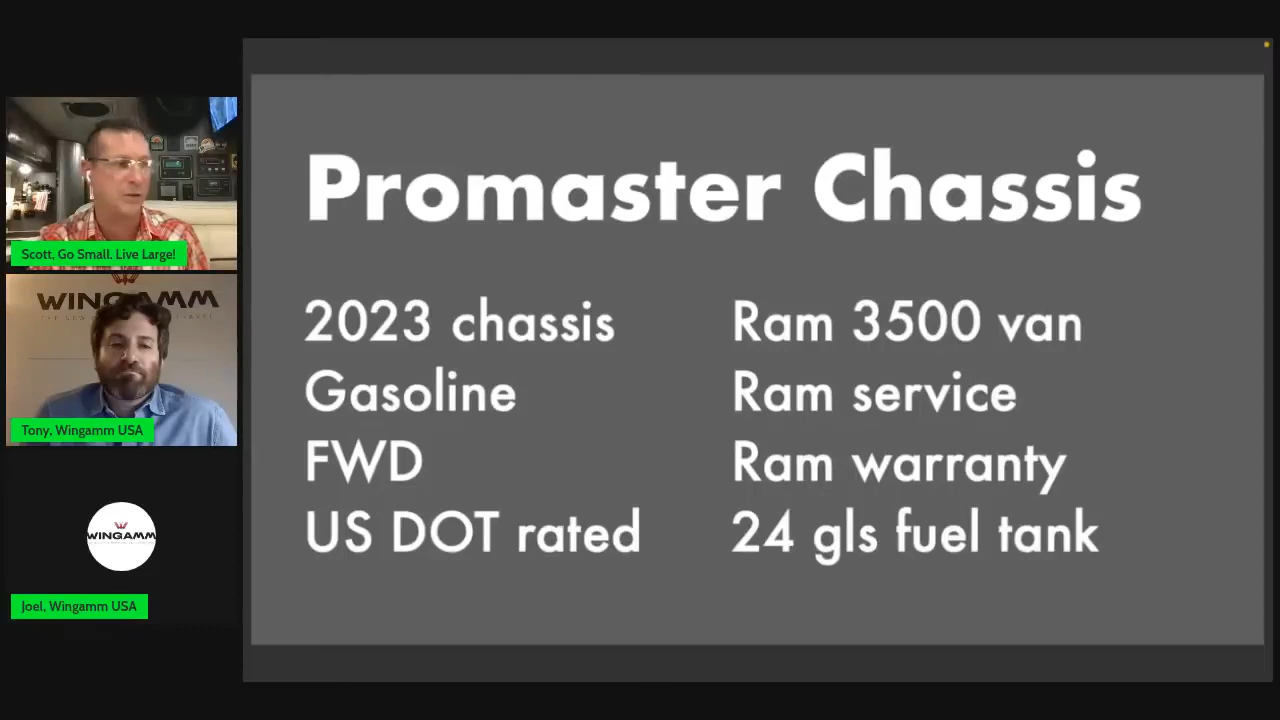 Promaster Chassis
2023 chassis
Gasoline
FWD
US DOT rated
Ram 3500 van
Ram service
Ram warranty
24 gls fuel tank
Scott, Go Small. Live Large!
WINGAMM
Tony, Wingamm USA
WINGAMM
Joel, Wingamm USA